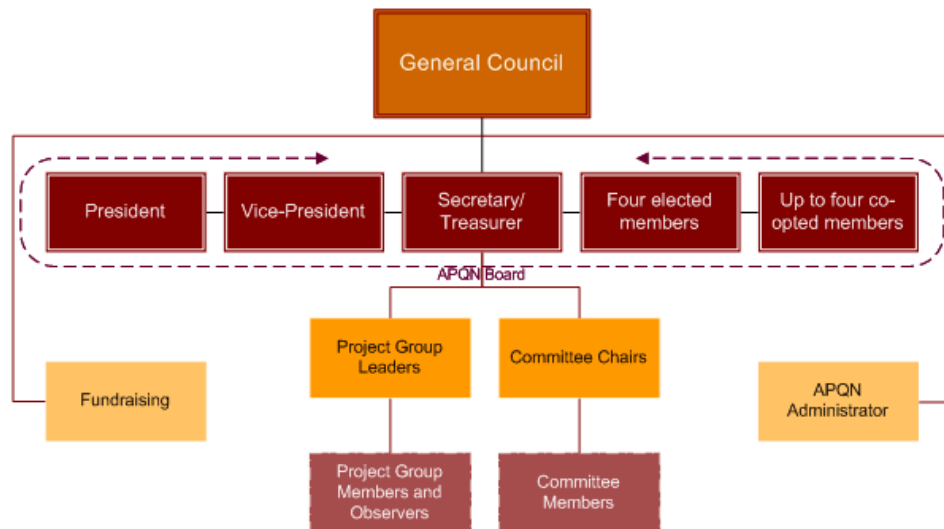 General Council
President
Vice-President
Secretary/
Treasurer
Four elected
members
Up to four co-
opted members
APQN Board
Project Group
Leaders
Committee Chairs
Fundraising
APQN
Administrator
Project Group
Members and
Observers
Committee
Members